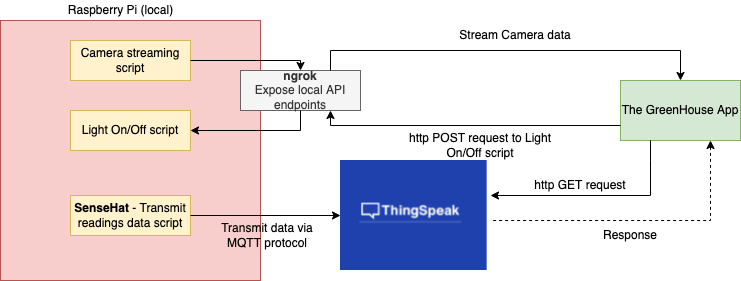 Raspberry Pi (local)
Stream Camera data
Camera streaming
script
ngrok
Expose local API
endpoints
The GreenHouse App
Light On/Off script
http POST request to Light
On/Off script
http GET request
SenseHat - Transmit
readings data script
ThingSpeak
Transmit data via
MQTT protocol
Response